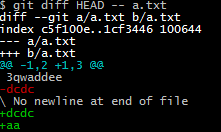 $ git diff HEAD -- a.txt
diff --git a/a.txt b/a.txt
index c5f100e..1cf3446 100644
--- a/a.txt
+++ b/a.txt
@@ -1,2 +1,3 @@
 3qwaddee
-dcdc
\ No newline at end of file
+dcdc
+aa